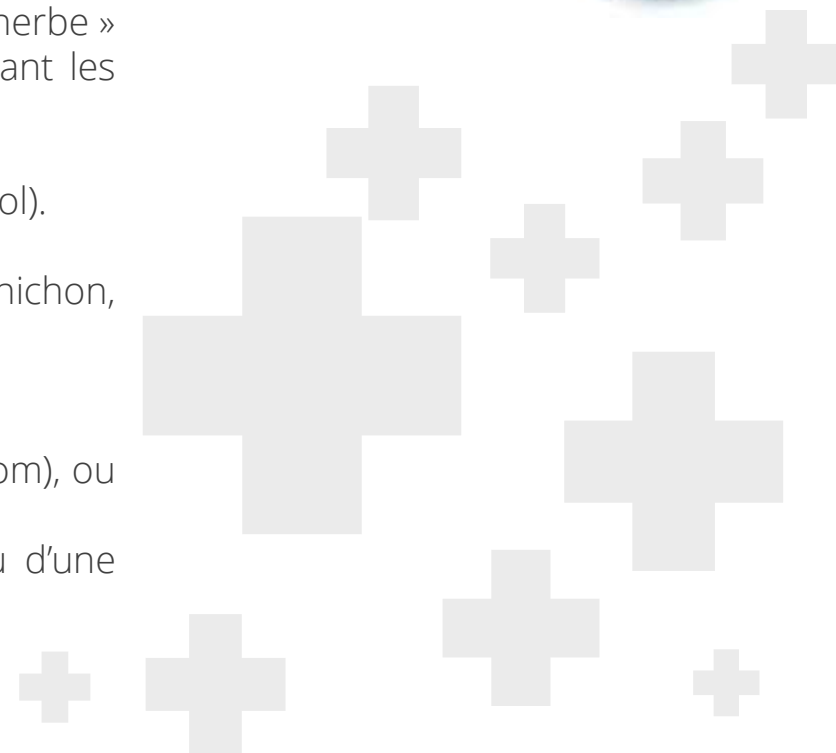 herbe »
ant les
ol).
nichon,
om), ou
u d’une